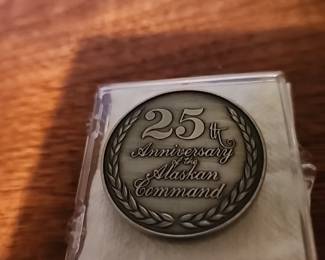 25th
Anniversary
of the
Alaskan
Command